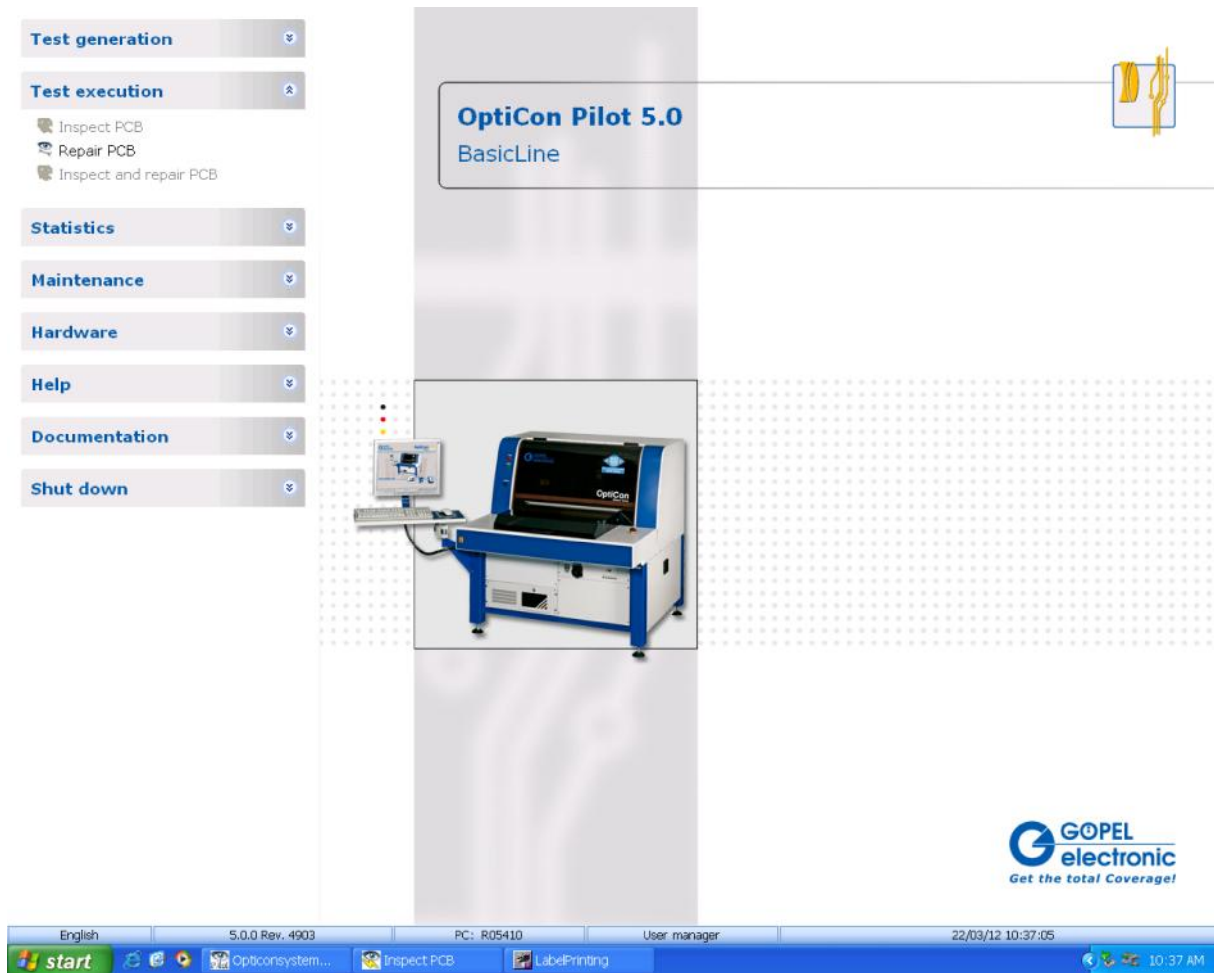 Test generation
Test execution
Inspect PCB
Repair PCB
Inspect and repair PCB
Statistics
Maintenance
Hardware
Help
Documentation
Shut down
OptiCon Pilot 5.0
BasicLine
OptiCon
GOPEL
electronic
Get the total Coverage!
English 5.0.0 Rev. 4903 PC: R05410 User manager 22/03/12 10:37:05
start Opticonsystem... Inspect PCB LabelPrinting 10:37 AM